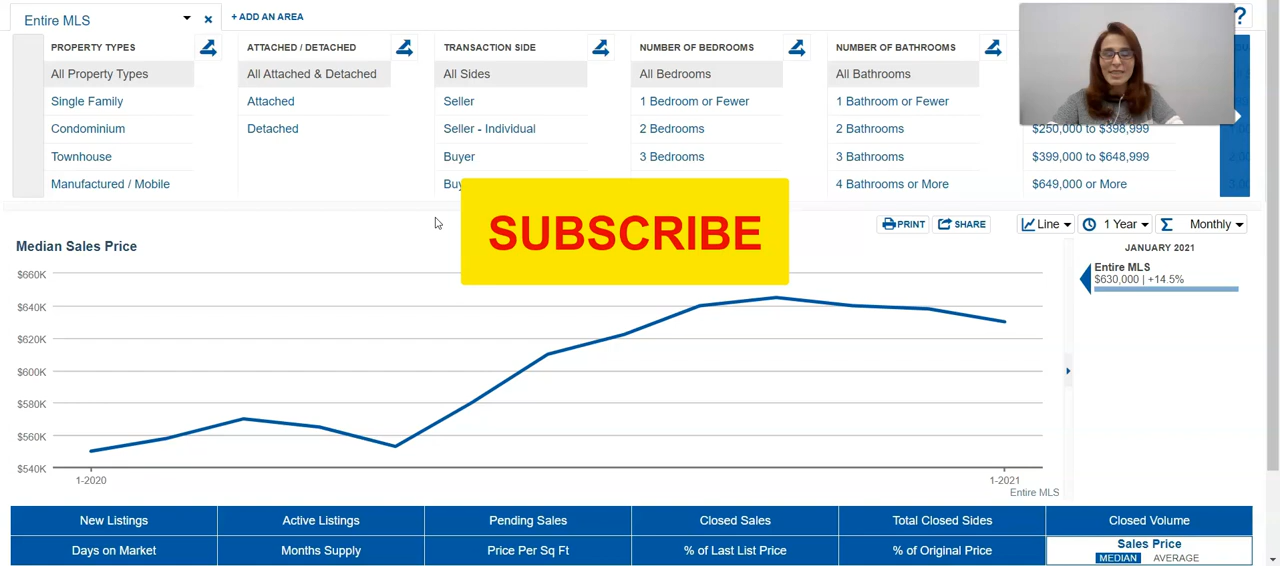 Entire MLS
+ ADD AN AREA
?
PROPERTY TYPES
All Property Types
Single Family
Condominium
Townhouse
Manufactured / Mobile
ATTACHED / DETACHED
All Attached & Detached
Attached
Detached
TRANSACTION SIDE
All Sides
Seller
Seller - Individual
Buyer
NUMBER OF BEDROOMS
All Bedrooms
1 Bedroom or Fewer
2 Bedrooms
3 Bedrooms
NUMBER OF BATHROOMS
All Bathrooms
1 Bathroom or Fewer
2 Bathrooms
3 Bathrooms
4 Bathrooms or More
$250,000 to $398,999
$399,000 to $648,999
$649,000 or More
SUBSCRIBE
PRINT
SHARE
Line
1 Year
Σ Monthly
Median Sales Price
$660K
$640K
$620K
$600K
$580K
$560K
$540K
1-2020
1-2021
Entire MLS
JANUARY 2021
Entire MLS
$630,000 | +14.5%
New Listings
Active Listings
Pending Sales
Closed Sales
Total Closed Sides
Closed Volume
Days on Market
Months Supply
Price Per Sq Ft
% of Last List Price
% of Original Price
Sales Price
MEDIAN AVERAGE